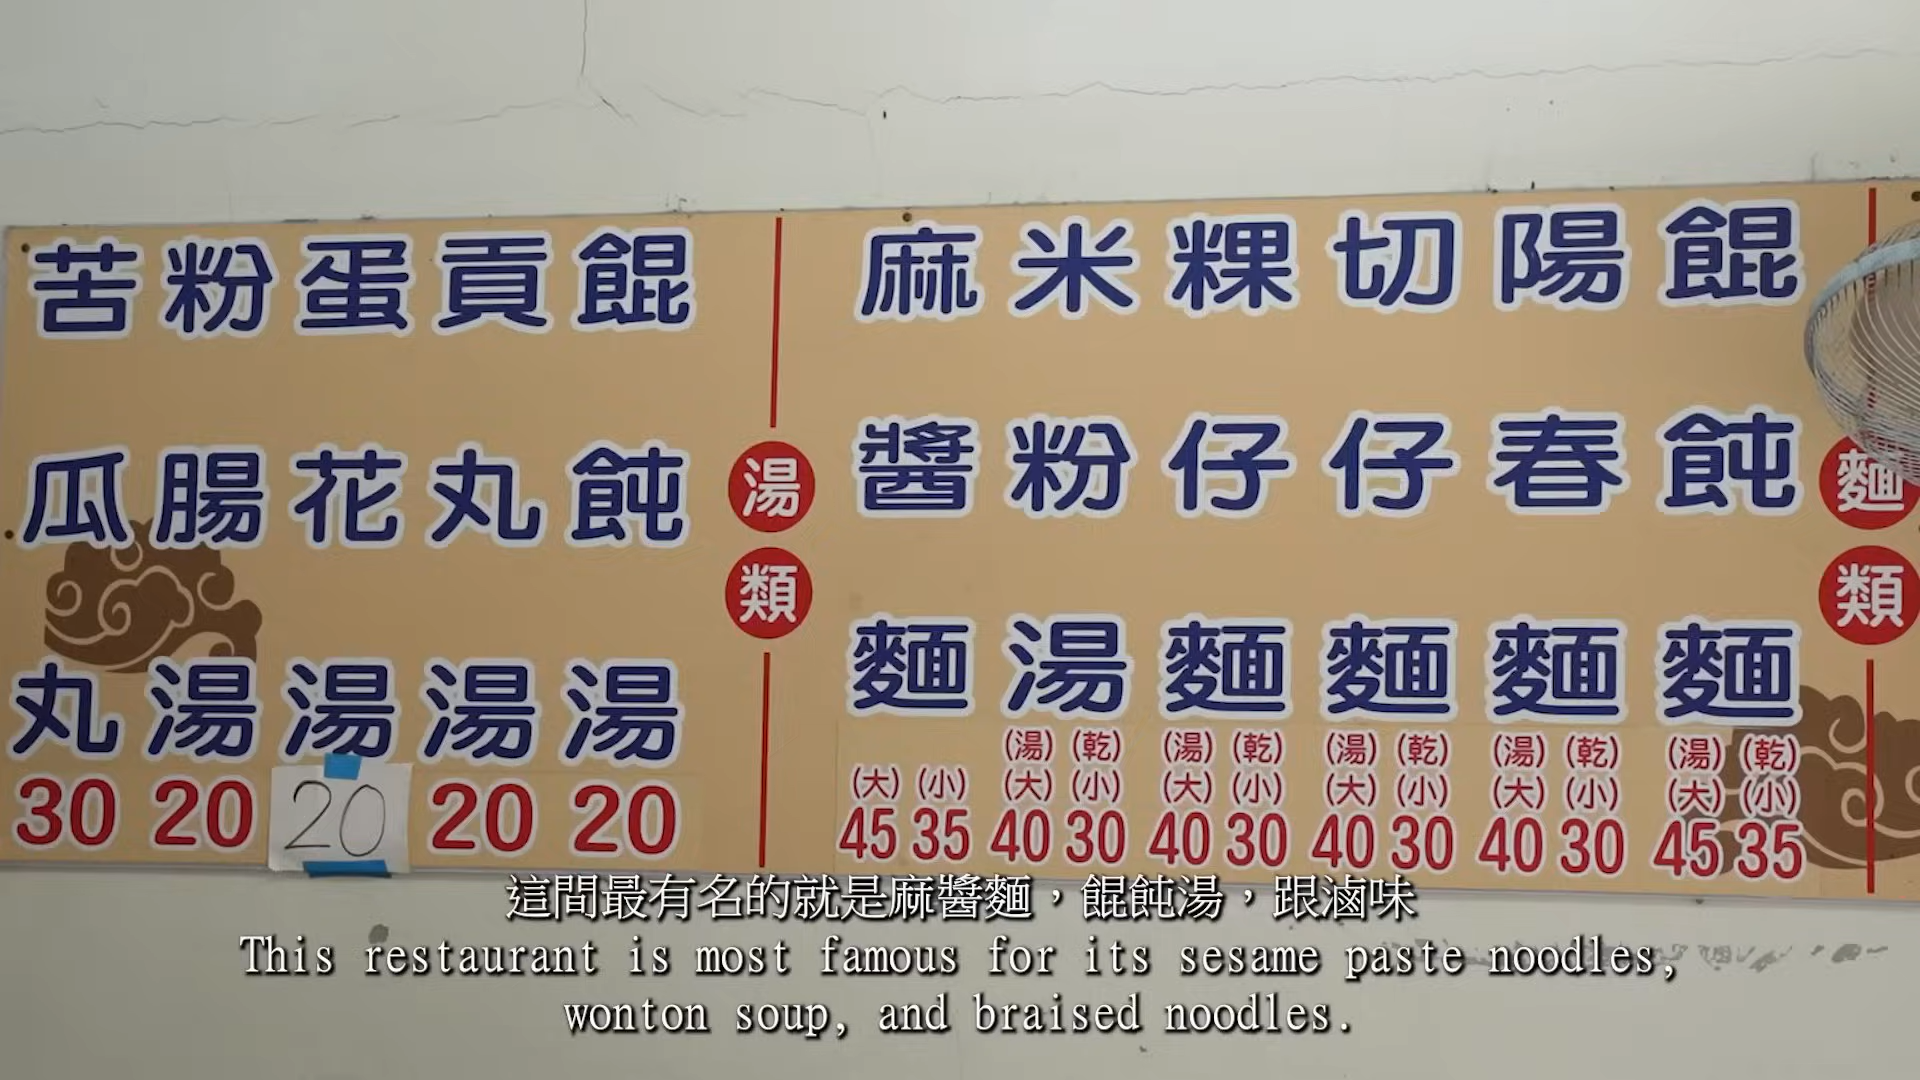 麵類
餛飩麵
(湯) (乾)
(大) (小)
45 35
陽春麵
(湯) (乾)
(大) (小)
40 30
切仔麵
(湯) (乾)
(大) (小)
40 30
粿仔麵
(湯) (乾)
(大) (小)
40 30
米粉湯
(湯) (乾)
(大) (小)
40 30
麻醬麵
(大) (小)
45 35
湯類
餛飩湯
20
貢丸湯
20
蛋花湯
20
粉腸湯
20
苦瓜丸
30
這間最有名的就是麻醬麵，餛飩湯，跟滷味
This restaurant is most famous for its sesame paste noodles,
wonton soup, and braised noodles.